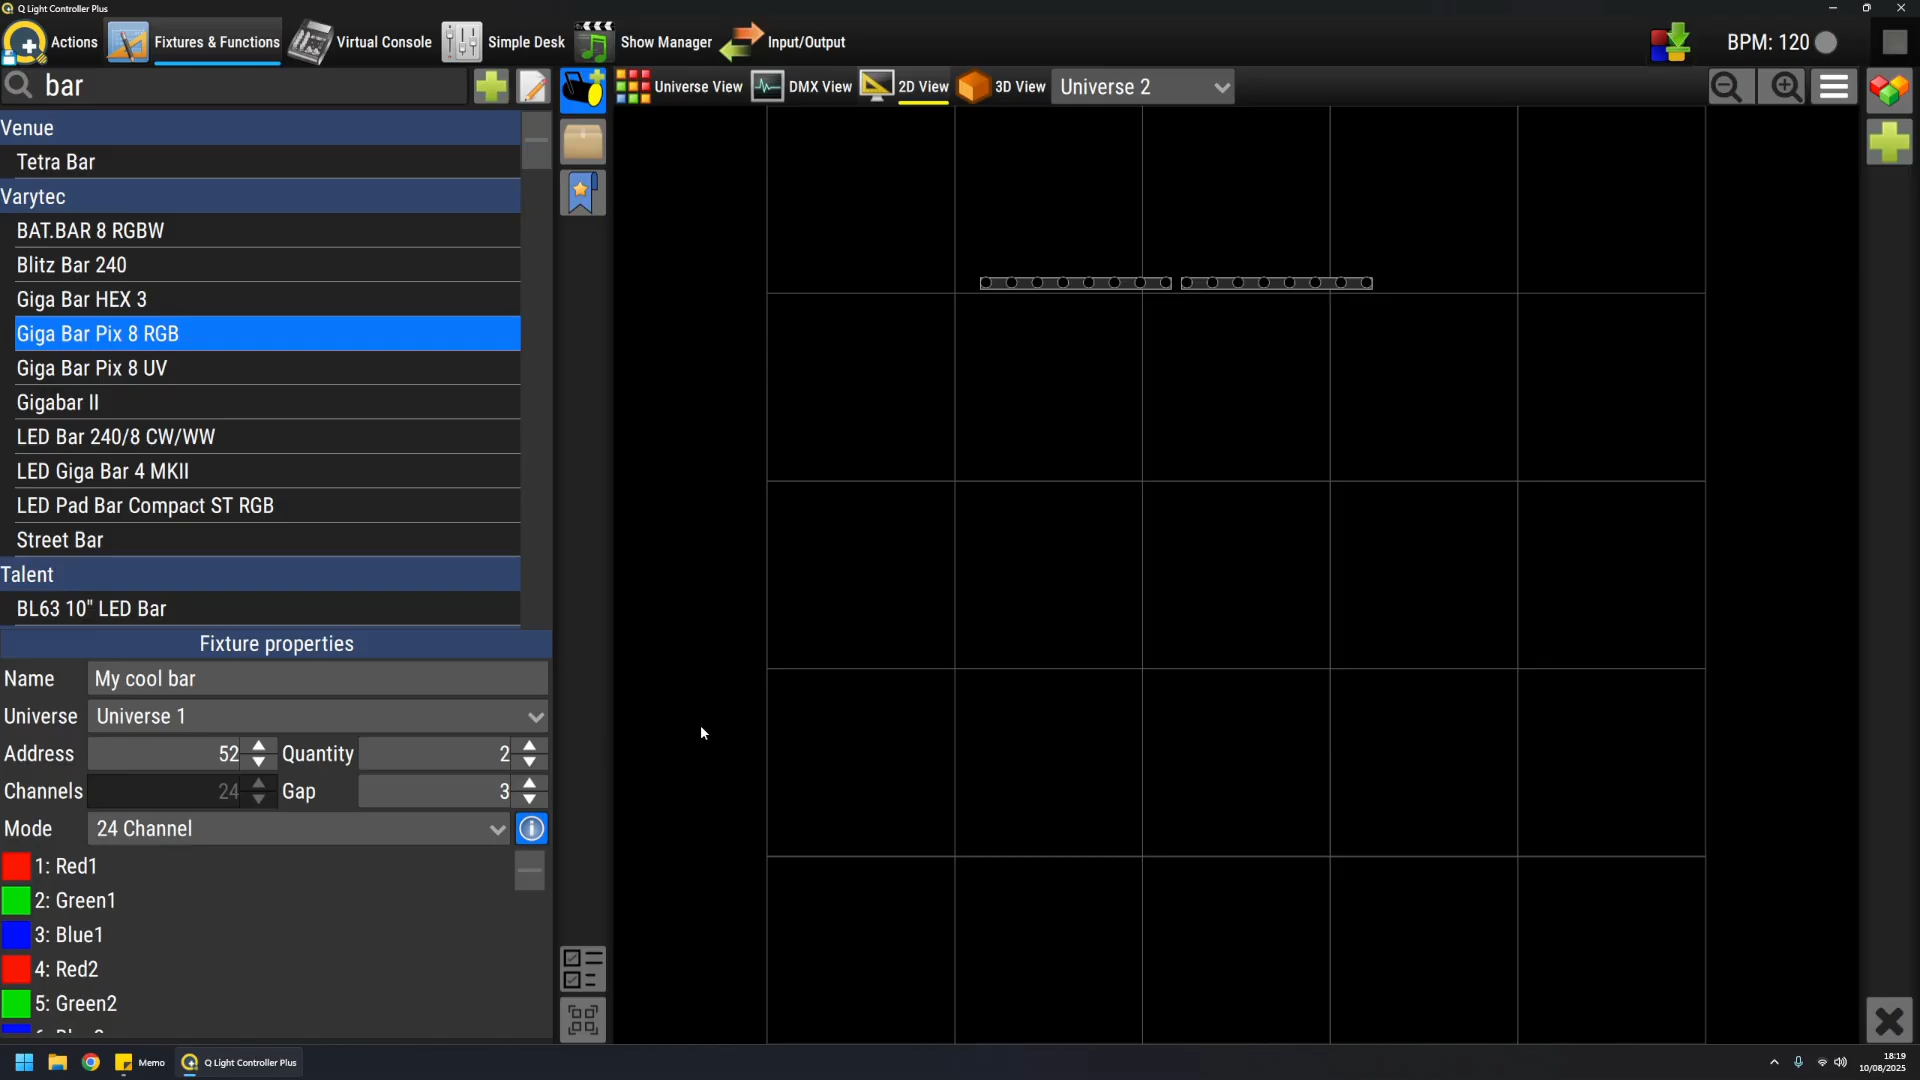 Q Light Controller Plus
Actions
Fixtures & Functions
Virtual Console
Simple Desk
Show Manager
Input/Output
BPM: 120
bar
Universe View
DMX View
2D View
3D View
Universe 2
Venue
Tetra Bar
Varytec
BAT.BAR 8 RGBW
Blitz Bar 240
Giga Bar HEX 3
Giga Bar Pix 8 RGB
Giga Bar Pix 8 UV
Gigabar II
LED Bar 240/8 CW/WW
LED Giga Bar 4 MKII
LED Pad Bar Compact ST RGB
Street Bar
Talent
BL63 10" LED Bar
Fixture properties
Name My cool bar
Universe Universe 1
Address 52 Quantity 2
Channels 24 Gap 3
Mode 24 Channel
1: Red1
2: Green1
3: Blue1
4: Red2
5: Green2
Memo
Q Light Controller Plus
18:19
10/08/2025